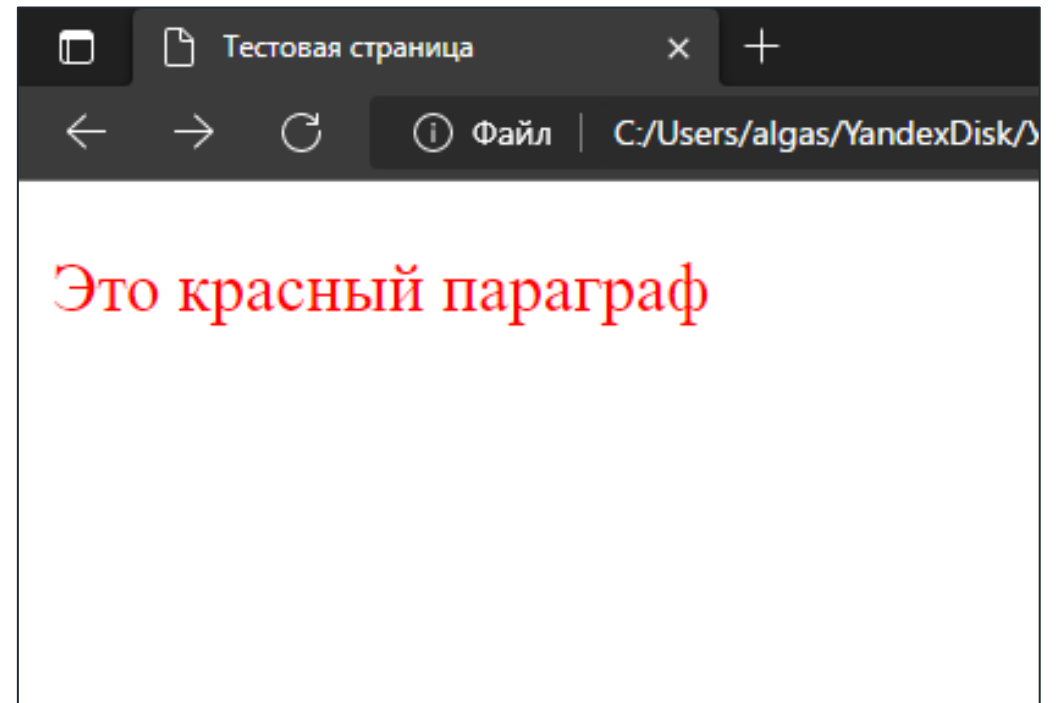 Тестовая страница
Файл C:/Users/algas/YandexDisk/
Это красный параграф